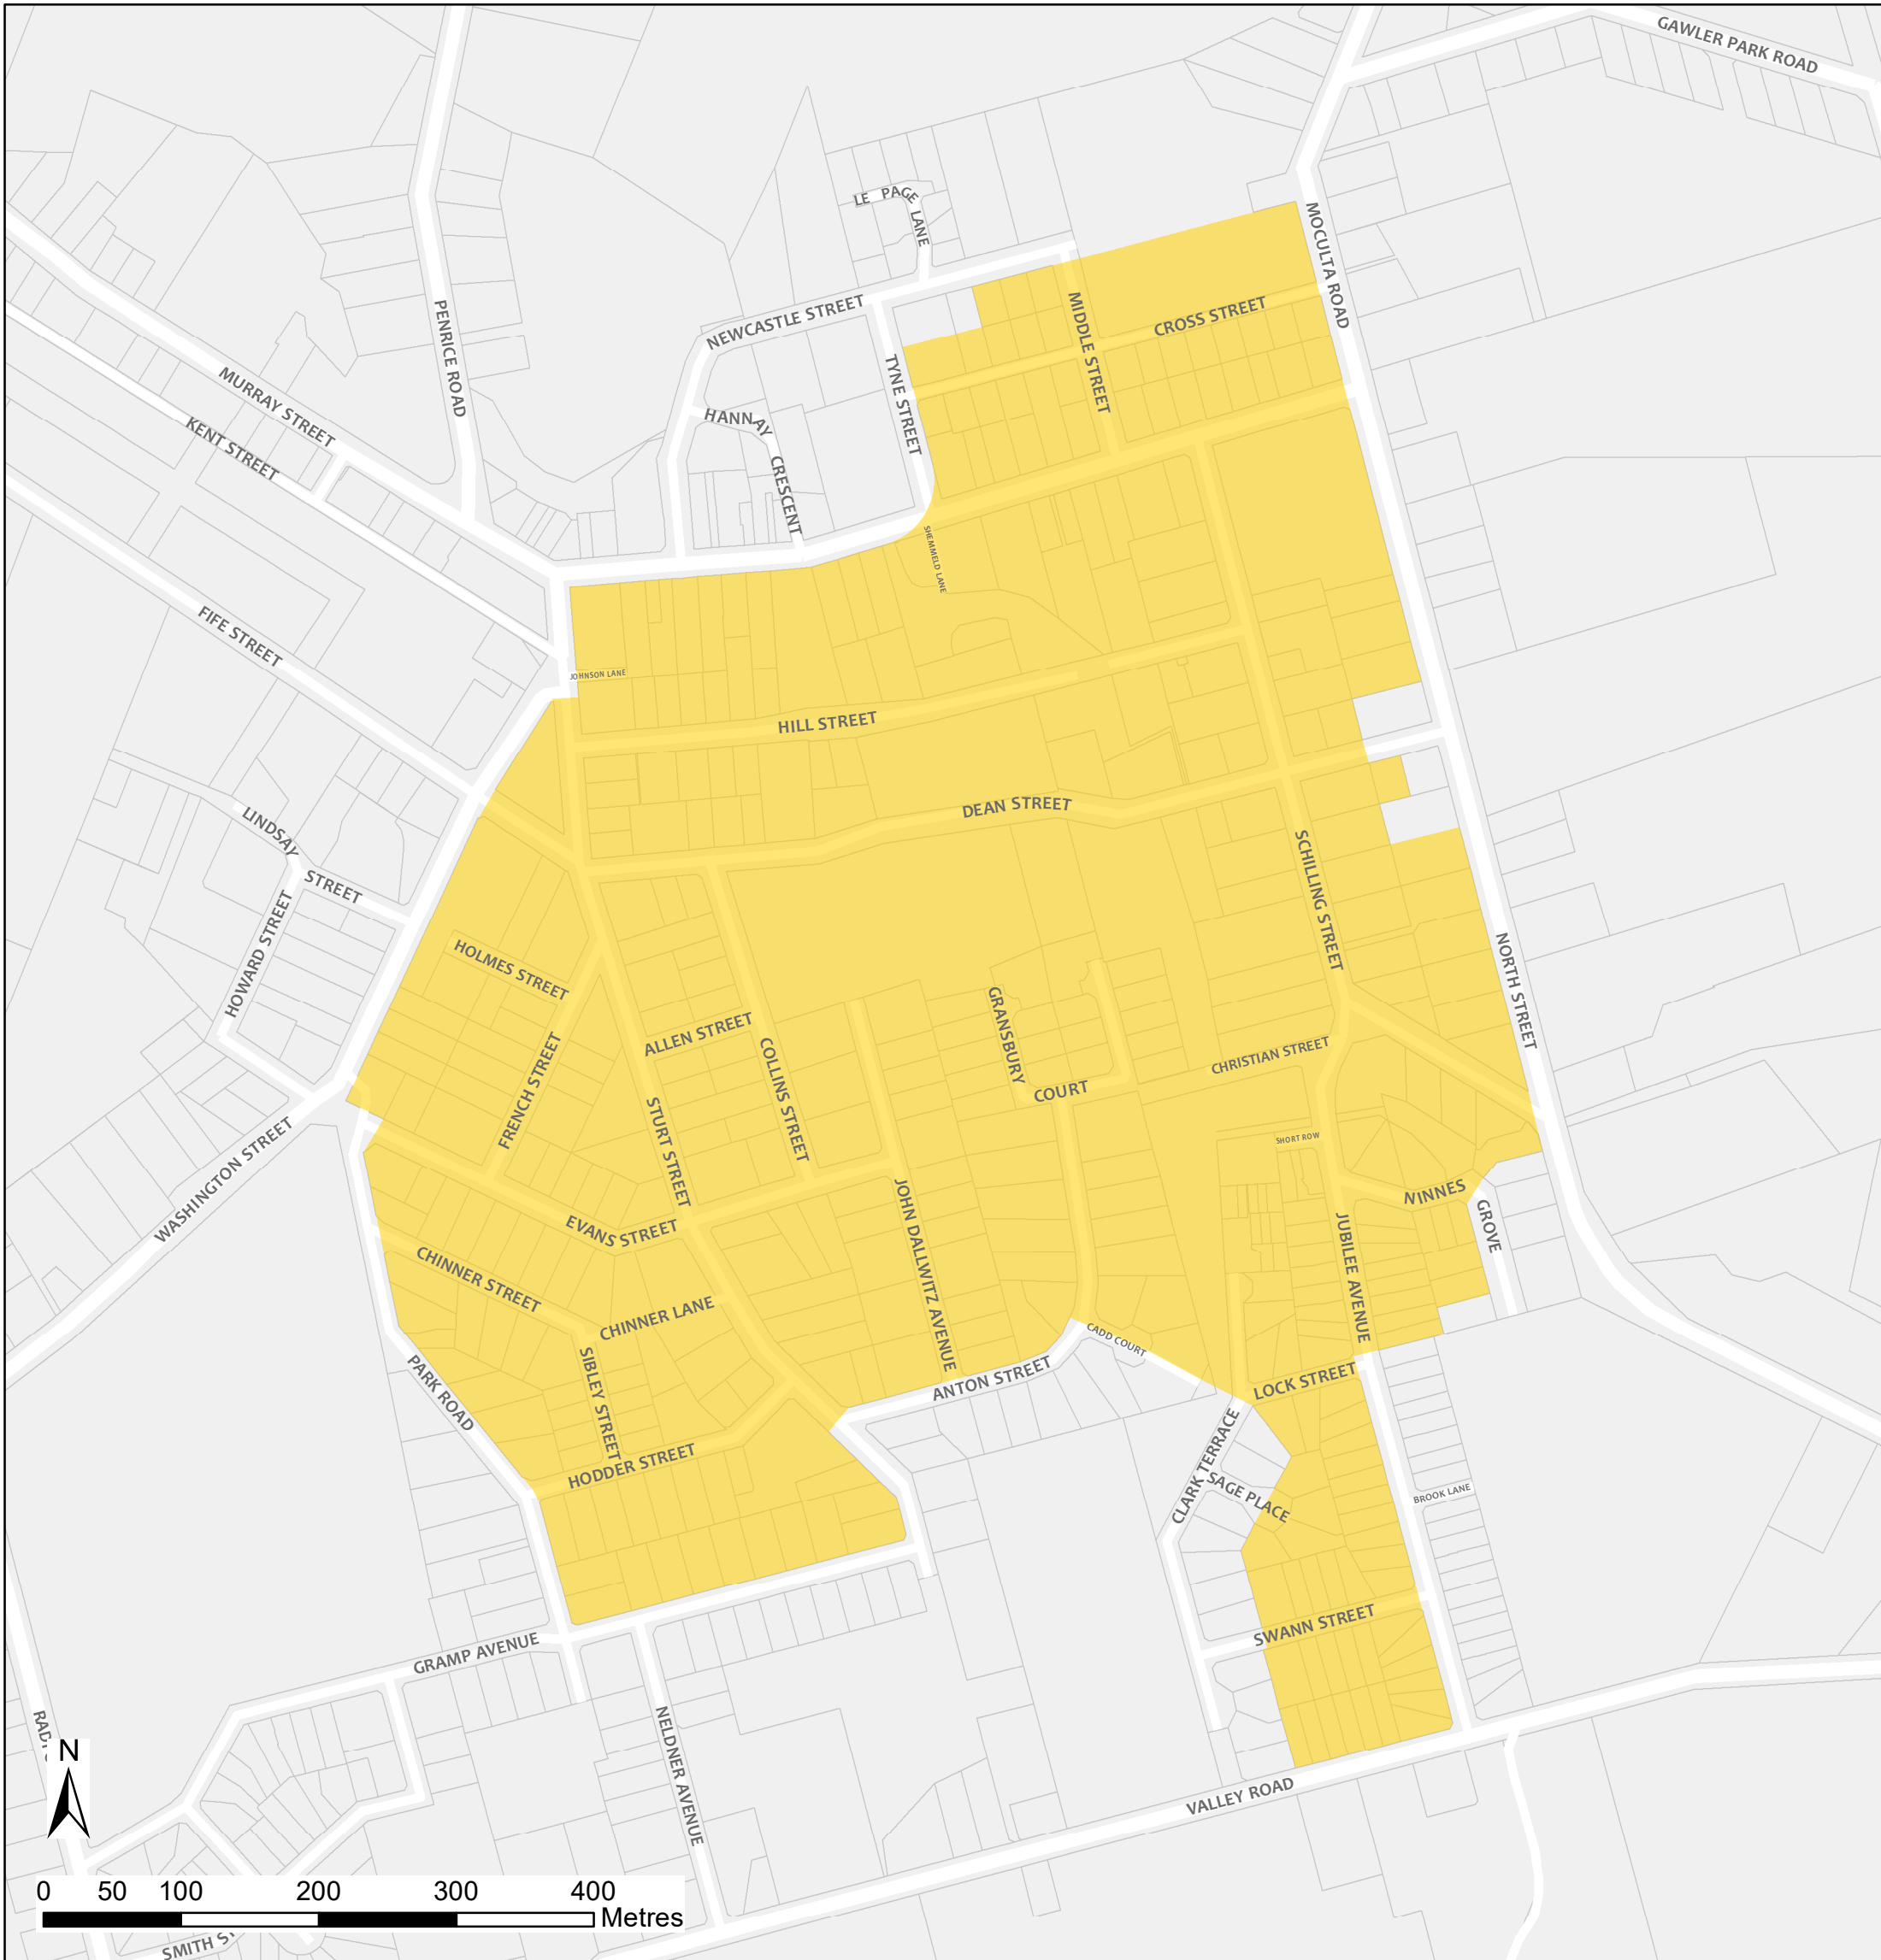 GAWLER PARK ROAD
LE PAGE LANE
MOCULTA ROAD
PENRICE ROAD
NEWCASTLE STREET
MIDDLE STREET
CROSS STREET
TYNE STREET
MURRAY STREET
KENT STREET
HANNAY CRESCENT
SHEMMELD LANE
FIFE STREET
JOHNSON LANE
HILL STREET
DEAN STREET
LINDSAY STREET
SCHILLING STREET
HOWARD STREET
HOLMES STREET
NORTH STREET
ALLEN STREET
GRANSBURY COURT
COLLINS STREET
CHRISTIAN STREET
FRENCH STREET
STURT STREET
SHORT ROW
WASHINGTON STREET
JOHN DALLWITZ AVENUE
NINNES GROVE
EVANS STREET
JUBILEE AVENUE
CHINNER STREET
CHINNER LANE
CADD COURT
SIBLEY STREET
PARK ROAD
ANTON STREET
LOCK STREET
CLARK TERRACE
HODDER STREET
SAGE PLACE
BROOK LANE
SWANN STREET
GRAMP AVENUE
NELDNER AVENUE
VALLEY ROAD
N
0 50 100 200 300 400
Metres
SMITH